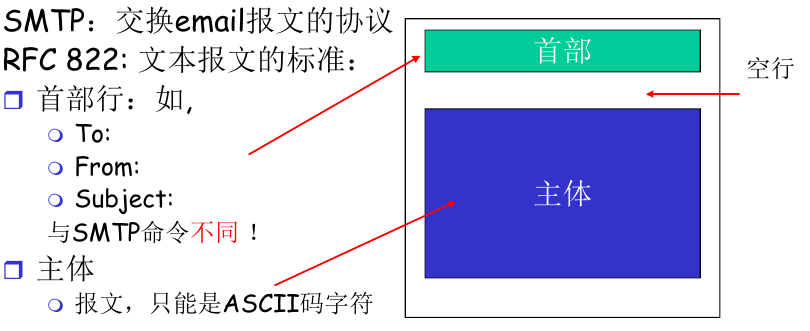 SMTP：交换email报文的协议
RFC 822: 文本报文的标准：
首部行：如,
To:
From:
Subject:
与SMTP命令不同！
主体
报文，只能是ASCII码字符
首部
空行
主体